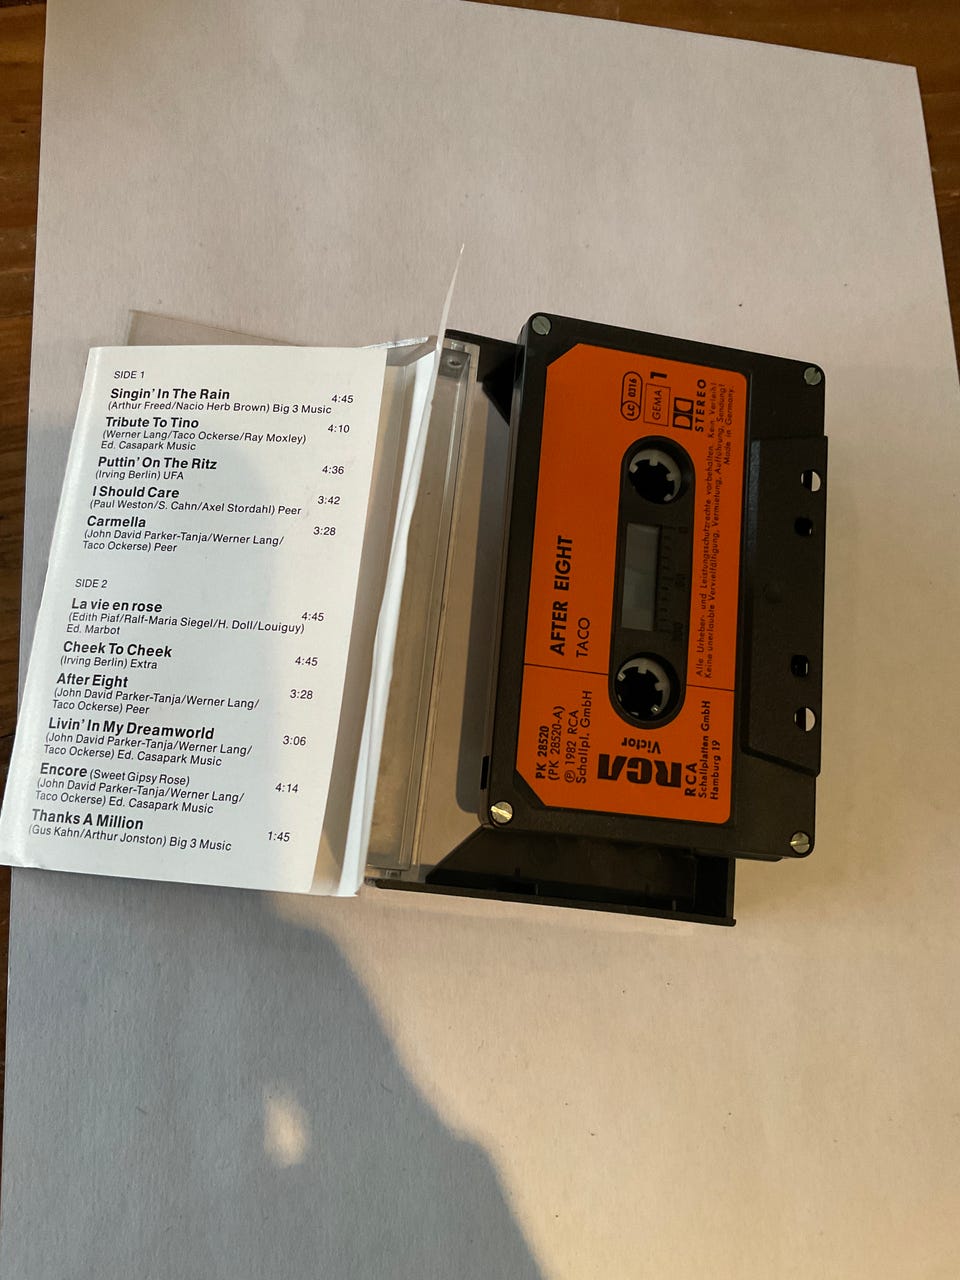 SIDE 1
Singin' In The Rain 4:45
(Arthur Freed/Nacio Herb Brown) Big 3 Music
Tribute To Tino 4:10
(Werner Lang/Taco Ockerse/Ray Moxley)
Ed. Casapark Music
Puttin' On The Ritz 4:36
(Irving Berlin) UFA
I Should Care 3:42
(Paul Weston/S. Cahn/Axel Stordahl) Peer
Carmella 3:28
(John David Parker-Tanja/Werner Lang/
Taco Ockerse) Peer
SIDE 2
La vie en rose 4:45
(Edith Piaf/Ralf-Maria Siegel/H. Doll/Louiguy)
Ed. Marbot
Cheek To Cheek 4:45
(Irving Berlin) Extra
After Eight 3:28
(John David Parker-Tanja/Werner Lang/
Taco Ockerse) Peer
Livin' In My Dreamworld 3:06
(John David Parker-Tanja/Werner Lang/
Taco Ockerse) Ed. Casapark Music
Encore (Sweet Gipsy Rose) 4:14
(John David Parker-Tanja/Werner Lang/
Taco Ockerse) Ed. Casapark Music
Thanks A Million 1:45
(Gus Kahn/Arthur Jonston) Big 3 Music
AFTER EIGHT
TACO
PK 28520
(PK 28520-A)
℗ 1982 RCA
Schallpl. GmbH
LC 0316
GEMA
1
STEREO
RCA
Victor
RCA
Schallplatten GmbH
Hamburg 19
Alle Urheber- und Leistungsschutzrechte vorbehalten. Kein Verleih!
Keine unerlaubte Vervielfältigung, Vermietung, Aufführung, Sendung!
Made in Germany.
100 50 0